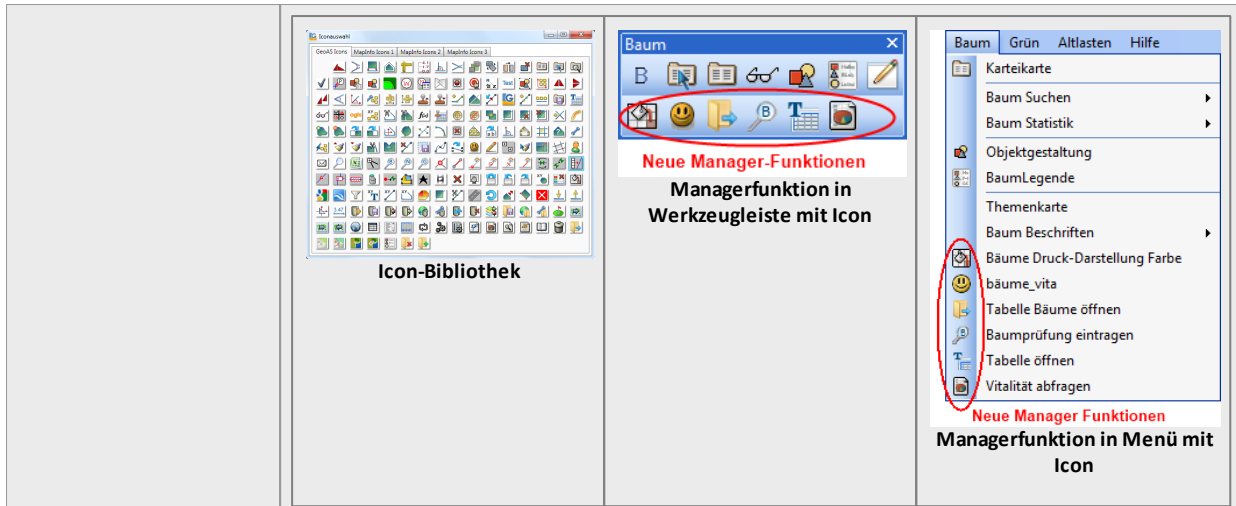 Iconauswahl
GeoAS Icons MapInfo Icons 1 MapInfo Icons 2 MapInfo Icons 3
Icon-Bibliothek
Baum
B
Neue Manager-Funktionen
Managerfunktion in
Werkzeugleiste mit Icon
Baum Grün Altlasten Hilfe
Karteikarte
Baum Suchen
Baum Statistik
Objektgestaltung
BaumLegende
Themenkarte
Baum Beschriften
Bäume Druck-Darstellung Farbe
bäume_vita
Tabelle Bäume öffnen
Baumprüfung eintragen
Tabelle öffnen
Vitalität abfragen
Neue Manager Funktionen
Managerfunktion in Menü mit
Icon